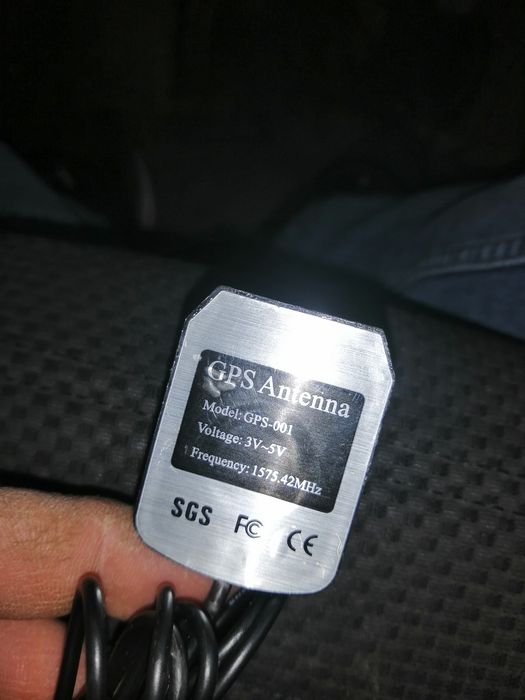 GPS Antenna
Model: GPS-001
Voltage: 3V~5V
Frequency: 1575.42MHz
SGS FC CE